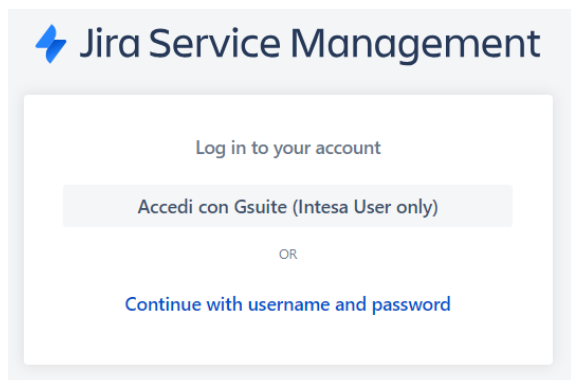 Jira Service Management
Log in to your account
Accedi con Gsuite (Intesa User only)
OR
Continue with username and password